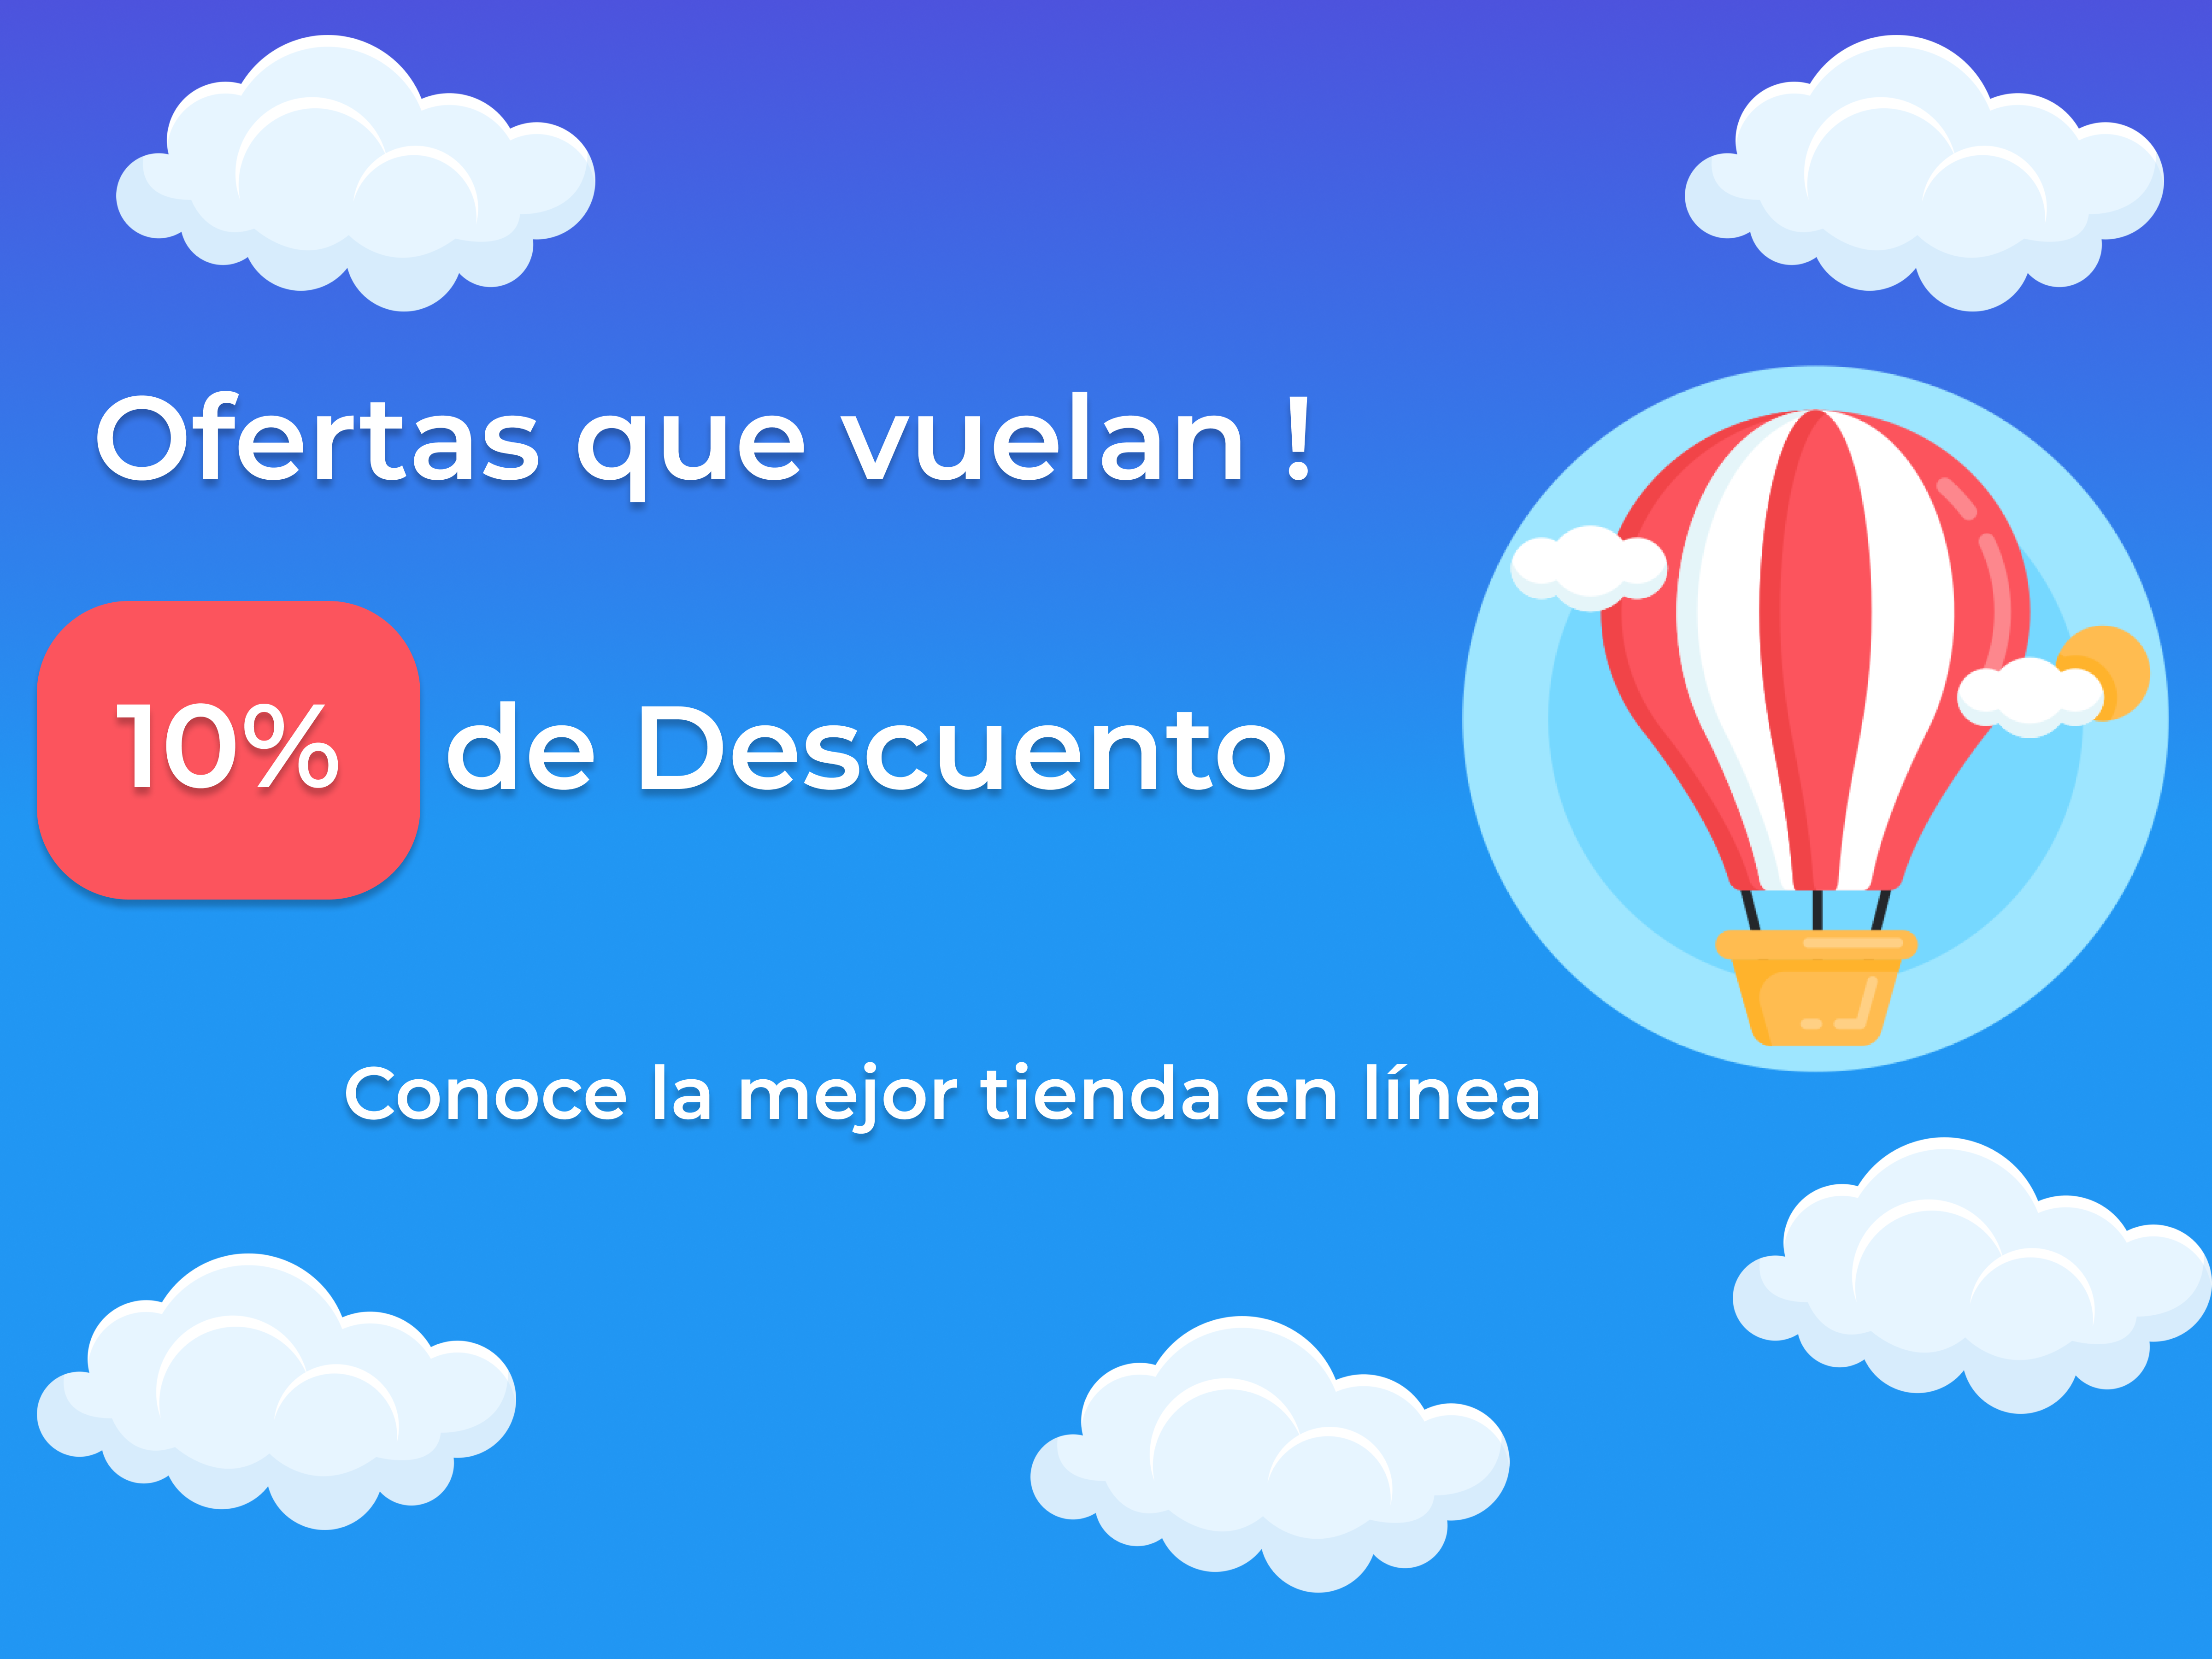 Ofertas que vuelan !
10% de Descuento
Conoce la mejor tienda en línea